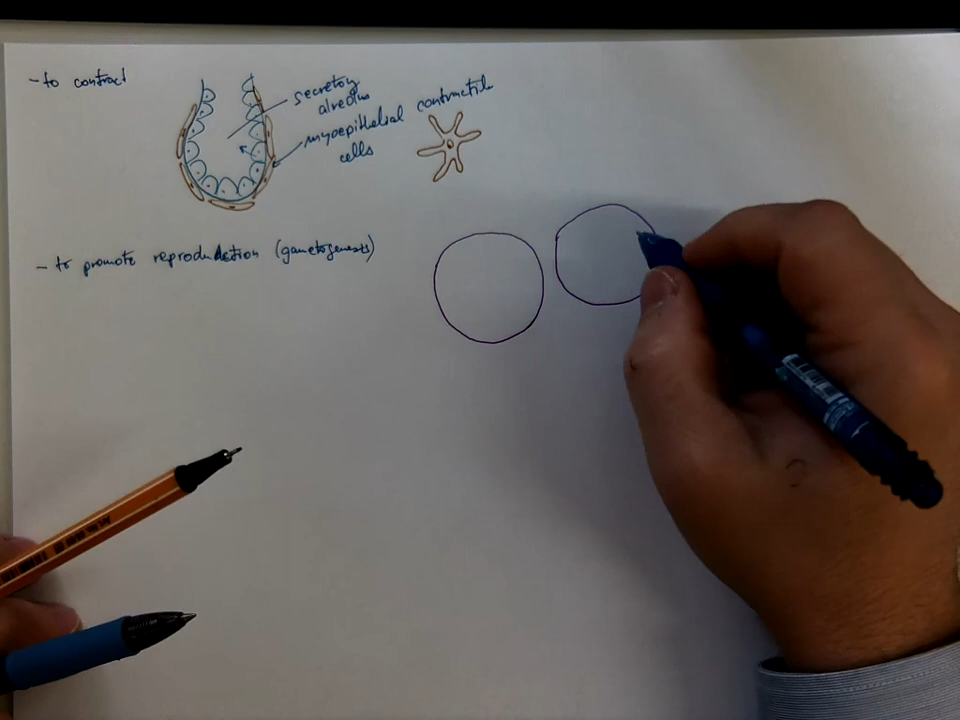 - to contract
secretory
alveolus
myoepithelial contractile
cells
- to promote reproduction (gametogenesis)